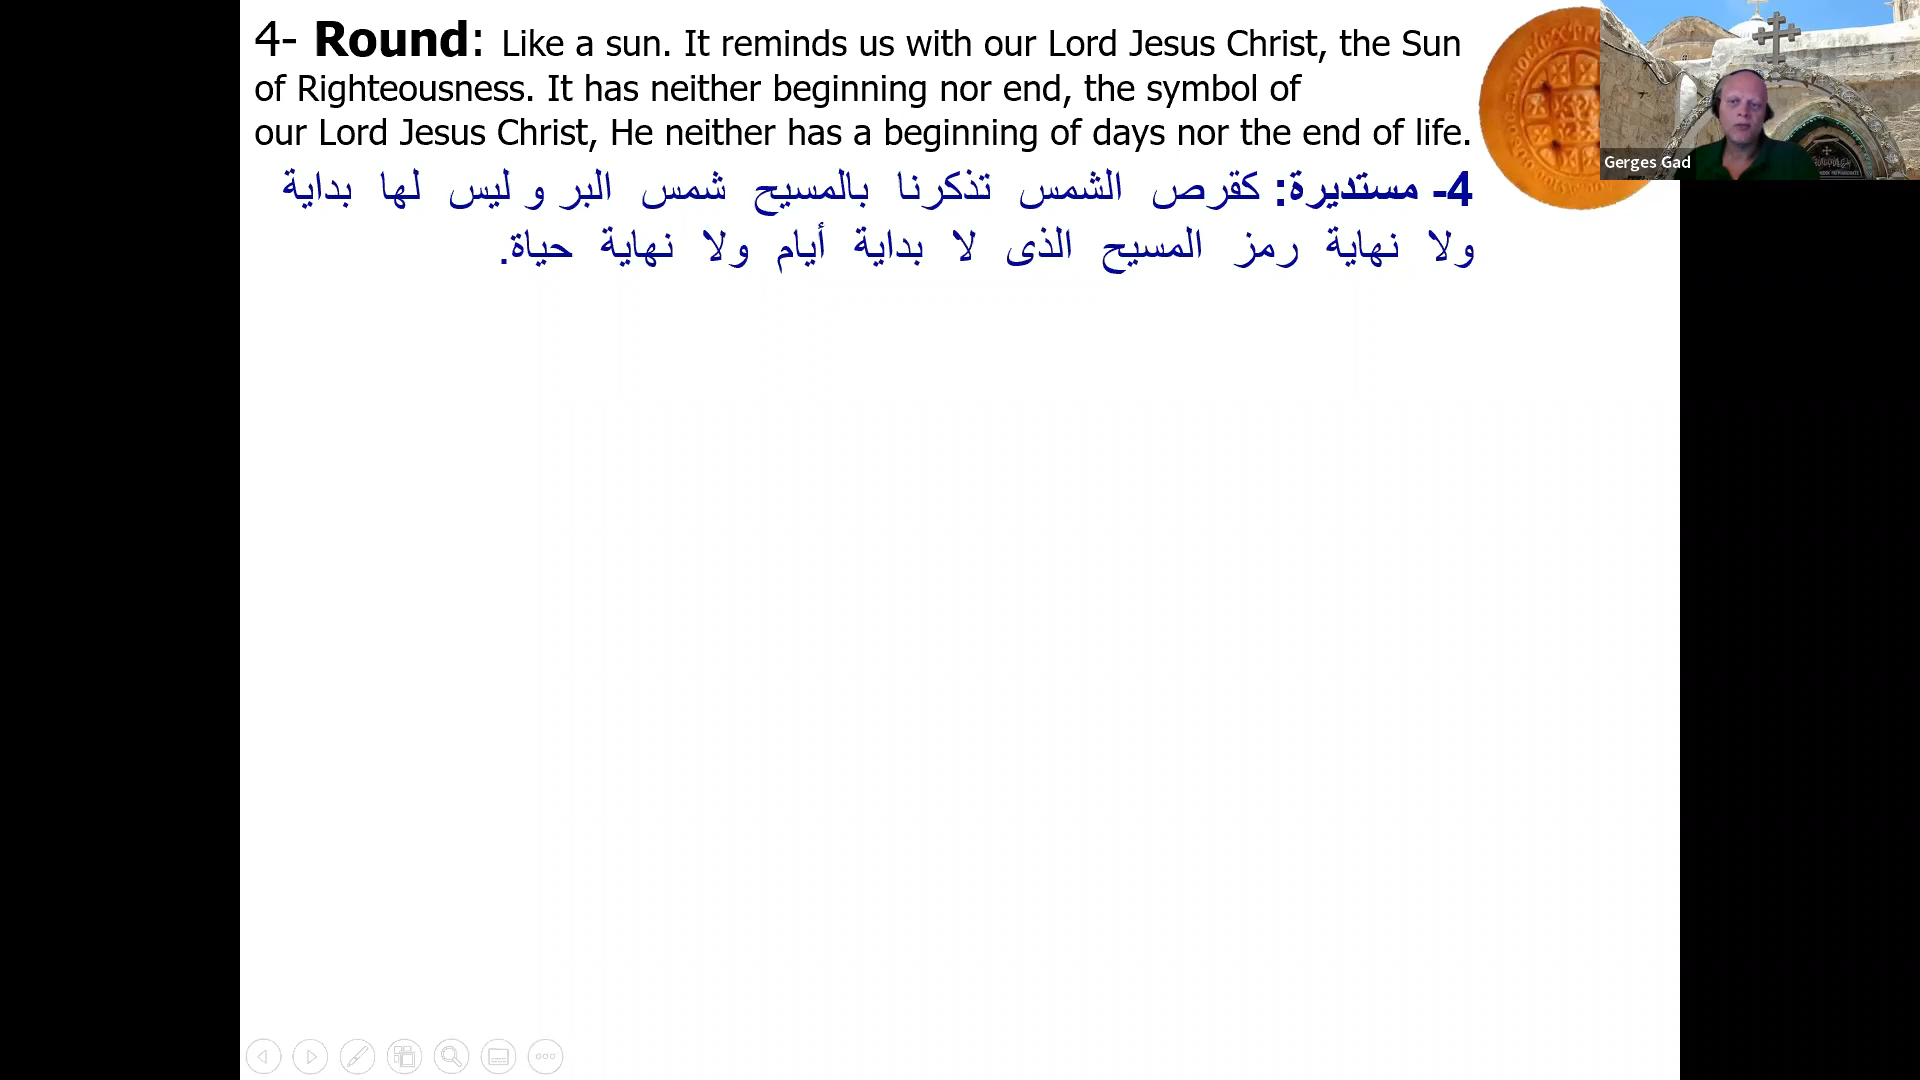 4- Round: Like a sun. It reminds us with our Lord Jesus Christ, the Sun
of Righteousness. It has neither beginning nor end, the symbol of
our Lord Jesus Christ, He neither has a beginning of days nor the end of life.
4- مستديرة: كقرص الشمس تذكرنا بالمسيح شمس البر و ليس لها بداية
ولا نهاية رمز المسيح الذى لا بداية أيام ولا نهاية حياة.
Gerges Gad